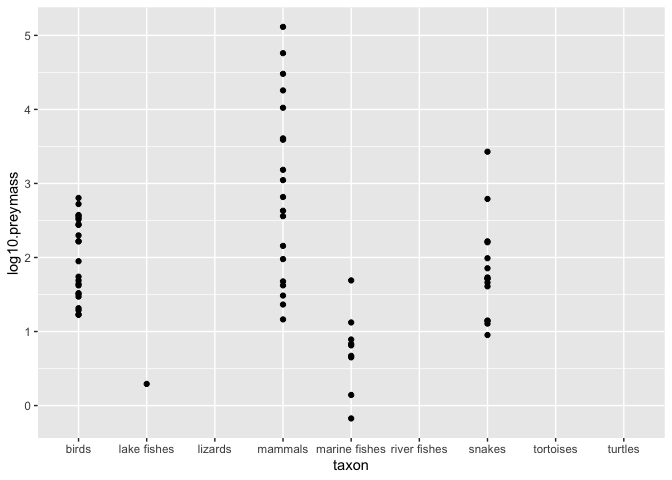 log10.preymass
5
4
3
2
1
0
birds lake fishes lizards mammals marine fishes river fishes snakes tortoises turtles
taxon